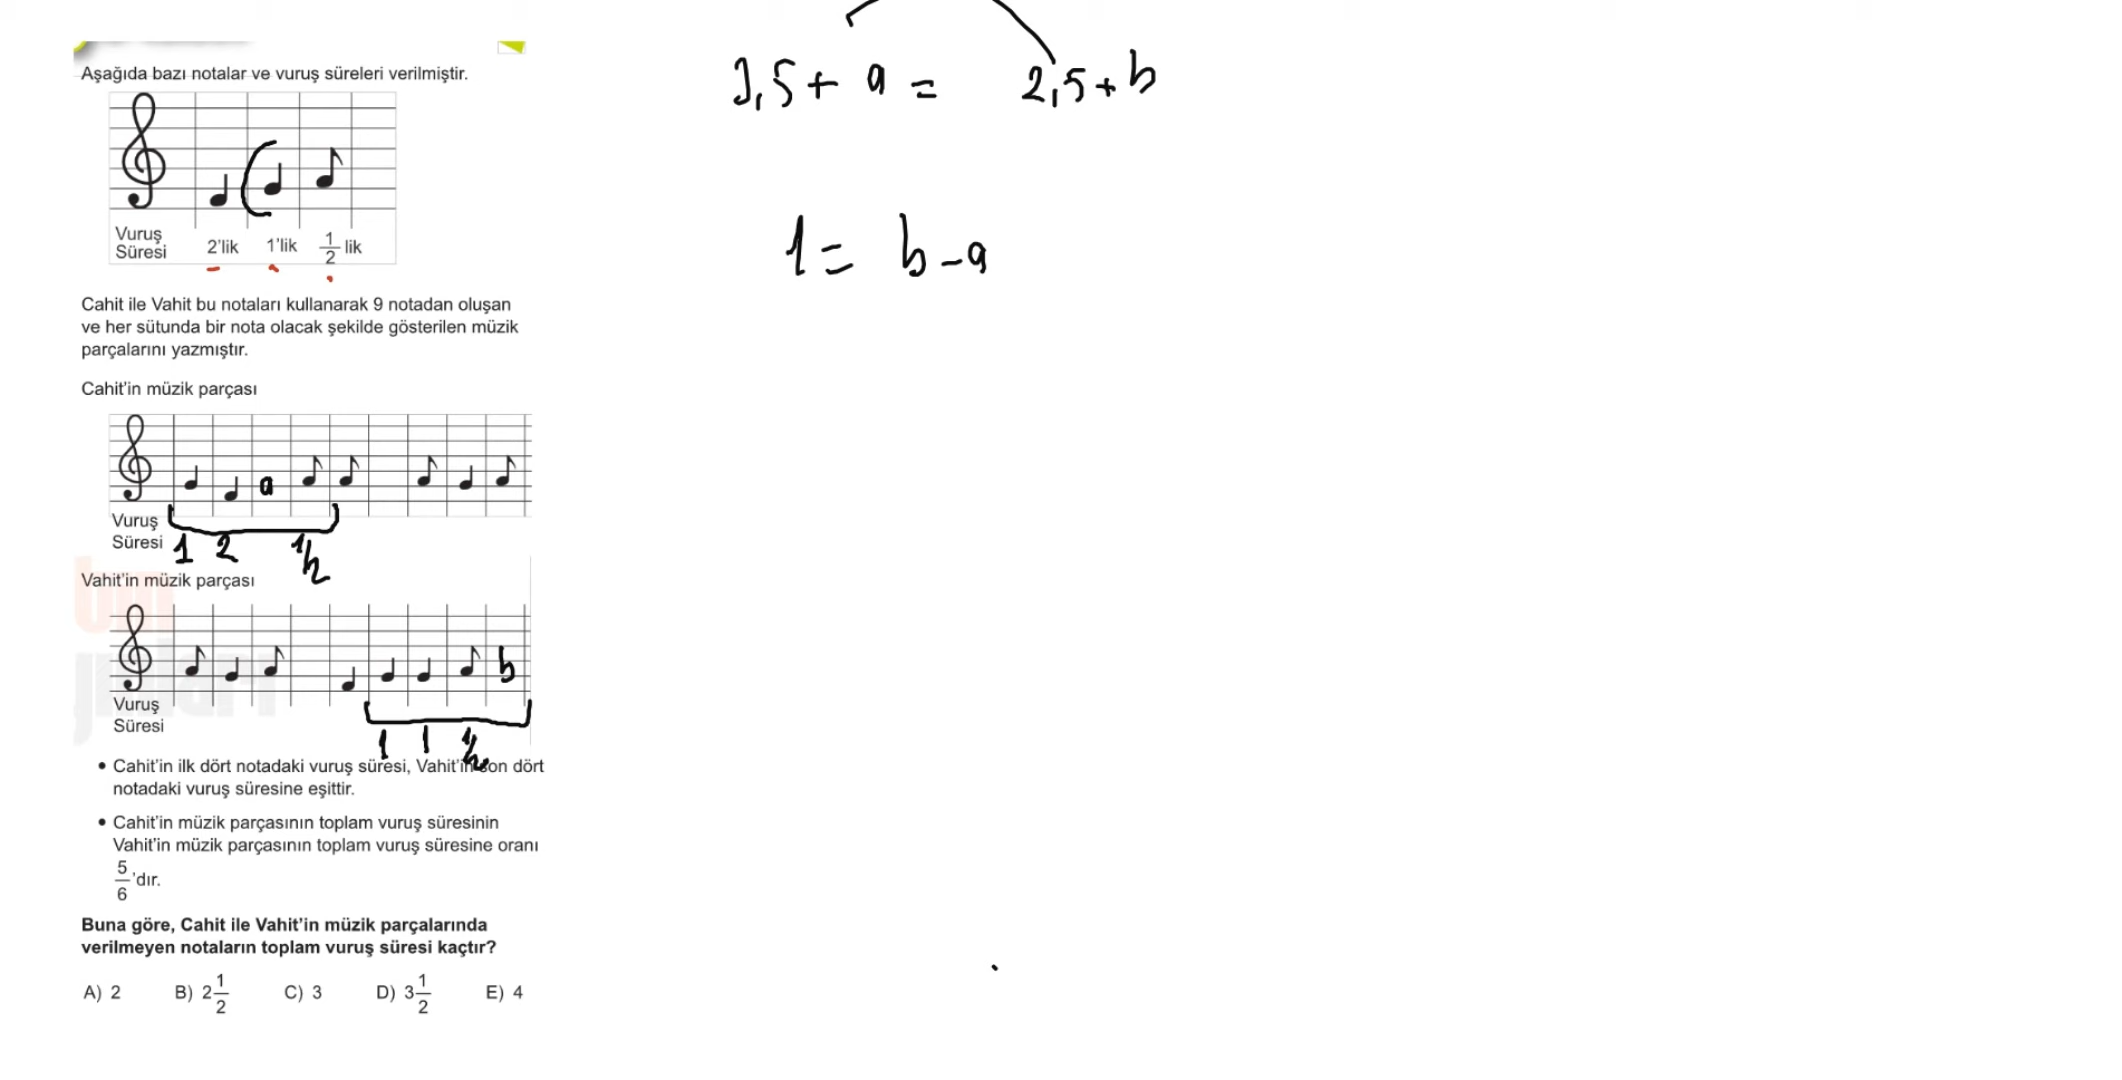 Aşağıda bazı notalar ve vuruş süreleri verilmiştir.
Vuruş Süresi 2'lik 1'lik 1/2 lik
Cahit ile Vahit bu notaları kullanarak 9 notadan oluşan
ve her sütunda bir nota olacak şekilde gösterilen müzik
parçalarını yazmıştır.
Cahit'in müzik parçası
a
Vuruş
Süresi
1 2 1/2
Vahit'in müzik parçası
b
Vuruş
Süresi
1 1 1/2
• Cahit'in ilk dört notadaki vuruş süresi, Vahit'in son dört
notadaki vuruş süresine eşittir.
• Cahit'in müzik parçasının toplam vuruş süresinin
Vahit'in müzik parçasının toplam vuruş süresine oranı
5/6 'dır.
Buna göre, Cahit ile Vahit'in müzik parçalarında
verilmeyen notaların toplam vuruş süresi kaçtır?
A) 2 B) 2 1/2 C) 3 D) 3 1/2 E) 4
3,5 + a = 2,5 + b
1 = b - a